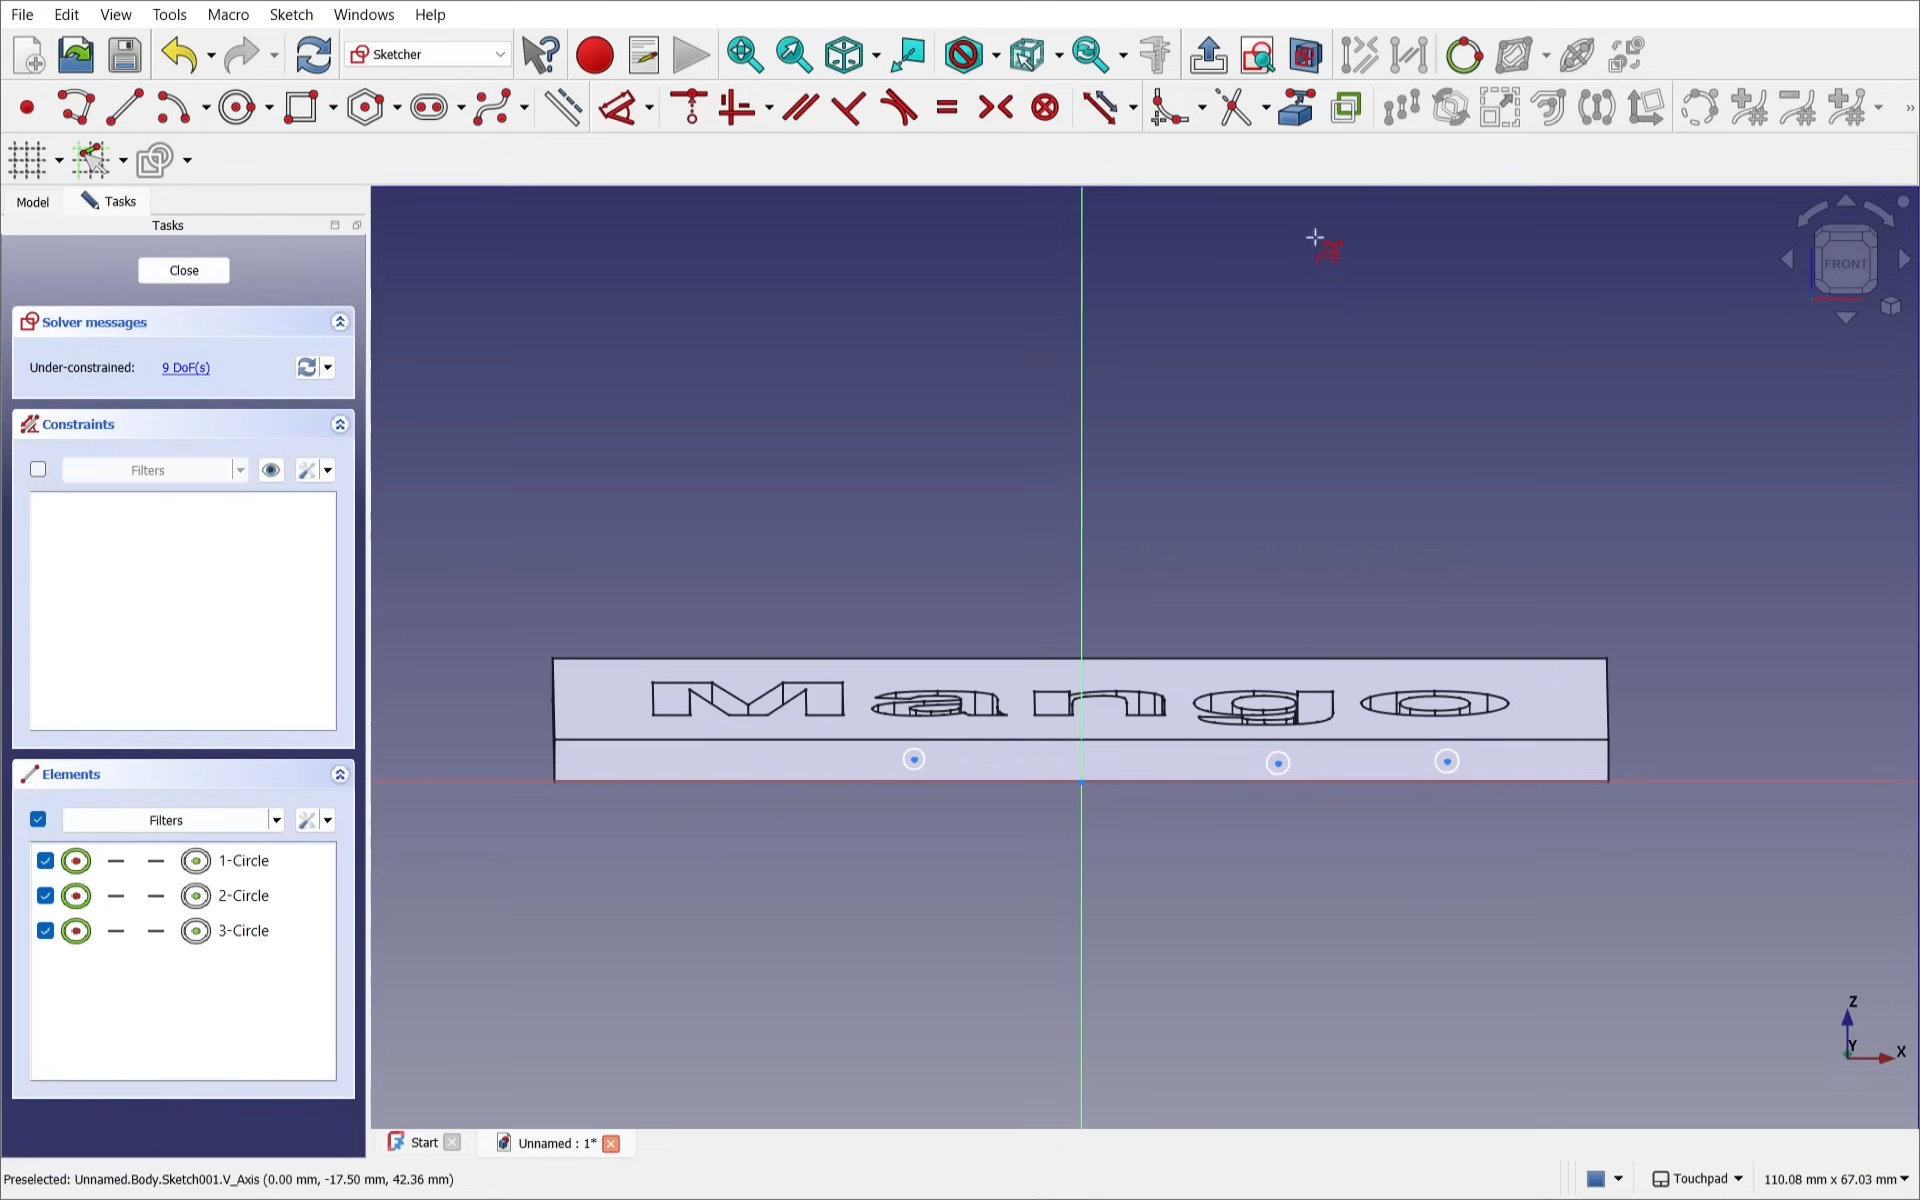 File Edit View Tools Macro Sketch Windows Help
Sketcher
Model Tasks
Tasks
Close
Solver messages
Under-constrained: 9 DoF(s)
Constraints
Filters
Elements
Filters
1-Circle
2-Circle
3-Circle
FRONT
Mango
Z
Y
X
Start
Unnamed : 1*
Preselected: Unnamed.Body.Sketch001.V_Axis (0.00 mm, -17.50 mm, 42.36 mm)
Touchpad
110.08 mm x 67.03 mm